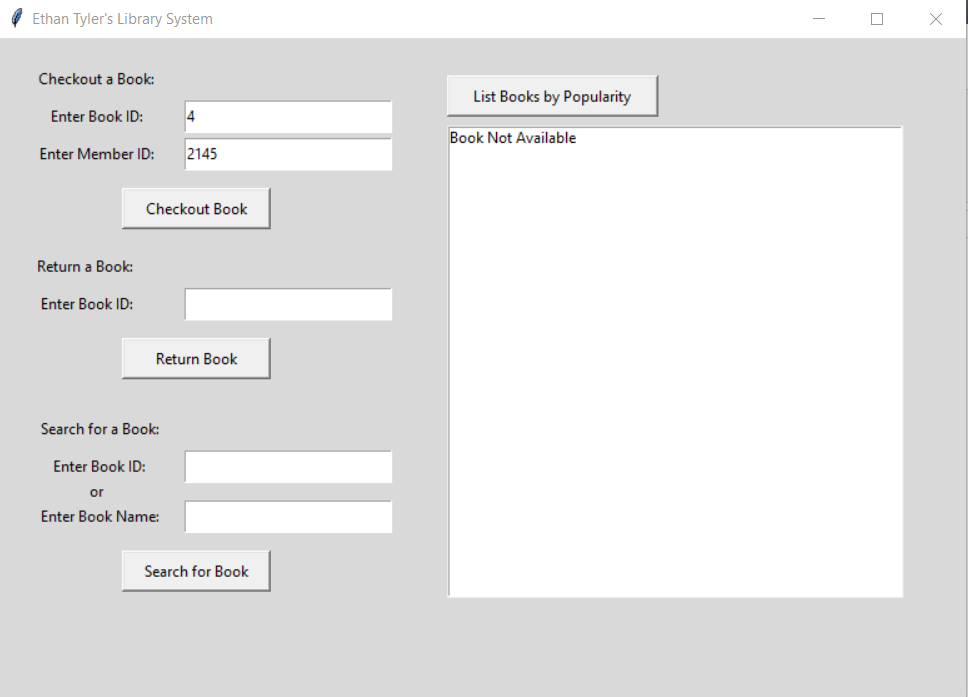 Ethan Tyler's Library System
Checkout a Book:
Enter Book ID: 4
Enter Member ID: 2145
Checkout Book
Return a Book:
Enter Book ID:
Return Book
Search for a Book:
Enter Book ID:
or
Enter Book Name:
Search for Book
List Books by Popularity
Book Not Available